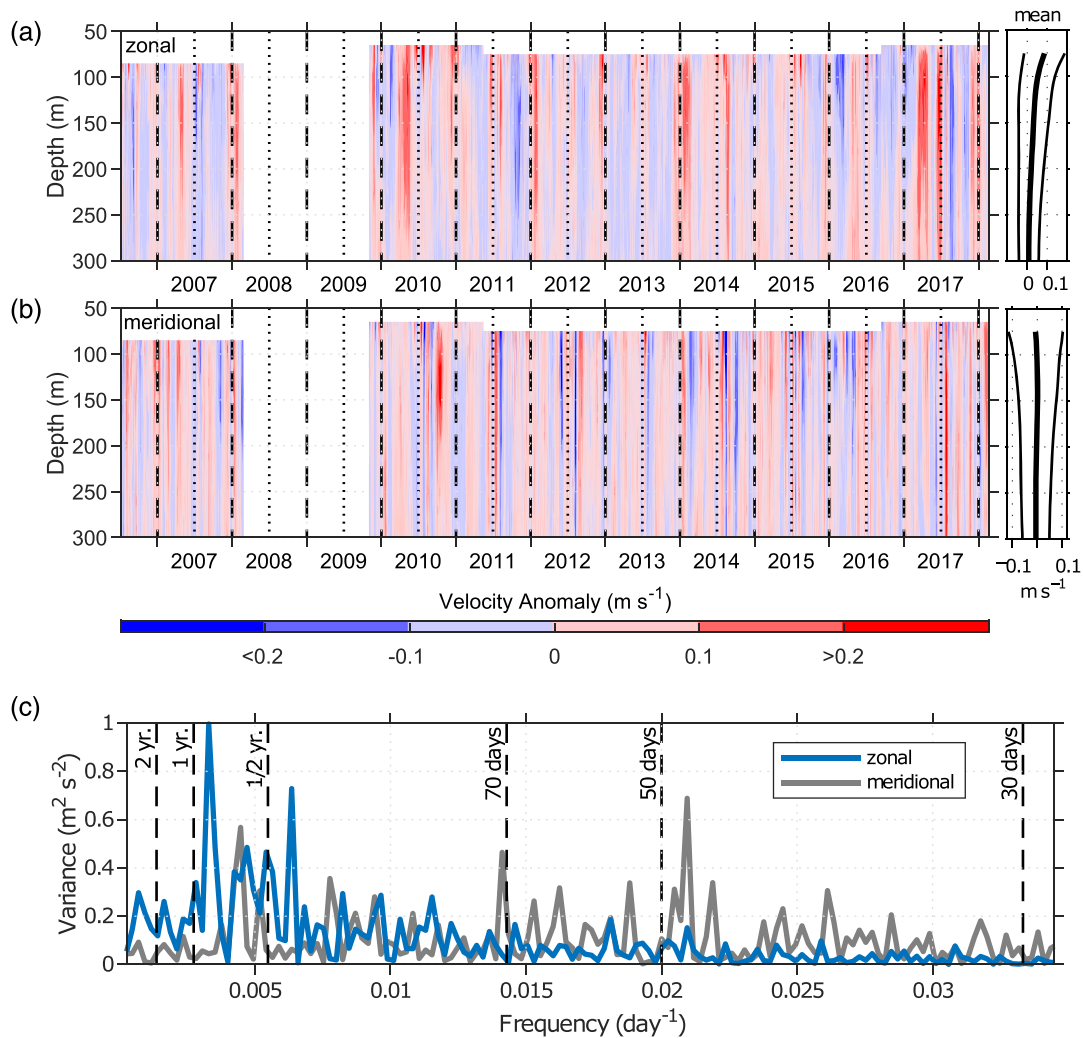 (a)
zonal
mean
50
100
150
200
250
300
Depth (m)
2007 2008 2009 2010 2011 2012 2013 2014 2015 2016 2017
0 0.1
(b)
meridional
50
100
150
200
250
300
Depth (m)
2007 2008 2009 2010 2011 2012 2013 2014 2015 2016 2017
−0.1 0.1
m s⁻¹
Velocity Anomaly (m s⁻¹)
<0.2 -0.1 0 0.1 >0.2
(c)
1
0.8
0.6
0.4
0.2
0
Variance (m² s⁻²)
2 yr.
1 yr.
1/2 yr.
70 days
50 days
30 days
zonal
meridional
0.005 0.01 0.015 0.02 0.025 0.03
Frequency (day⁻¹)